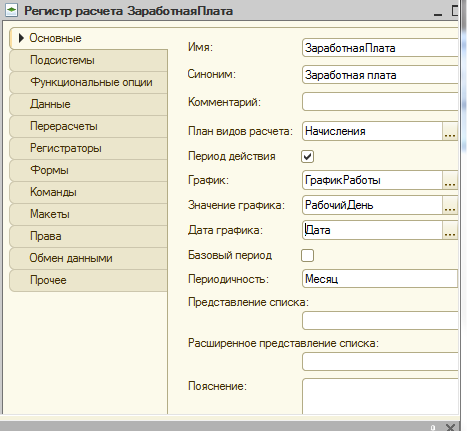 Регистр расчета ЗаработнаяПлата
Основные
Подсистемы
Функциональные опции
Данные
Перерасчеты
Регистраторы
Формы
Команды
Макеты
Права
Обмен данными
Прочее
Имя: ЗаработнаяПлата
Синоним: Заработная плата
Комментарий:
План видов расчета: Начисления ...
Период действия
График: ГрафикРаботы ...
Значение графика: РабочийДень ...
Дата графика: Дата ...
Базовый период
Периодичность: Месяц
Представление списка:
Расширенное представление списка:
Пояснение: